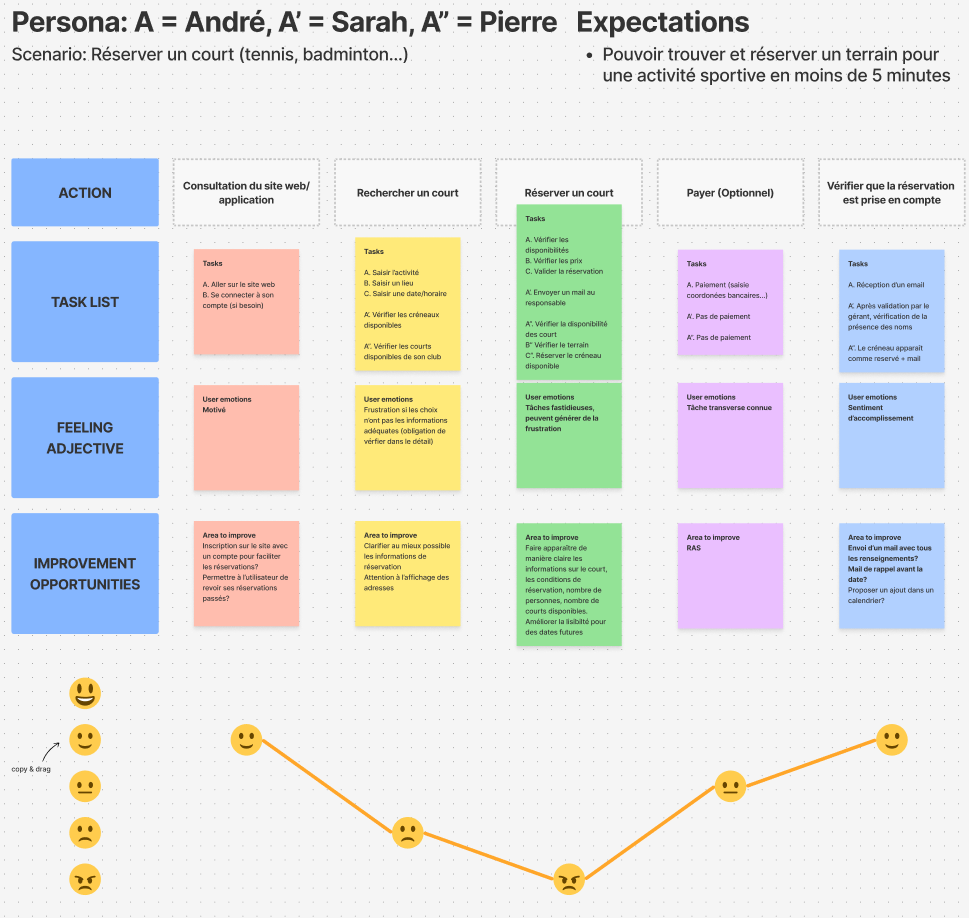 Persona: A = André, A’ = Sarah, A” = Pierre
Scenario: Réserver un court (tennis, badminton...)
Expectations
• Pouvoir trouver et réserver un terrain pour
une activité sportive en moins de 5 minutes
ACTION
Consultation du site web/
application
Rechercher un court
Réserver un court
Payer (Optionnel)
Vérifier que la réservation
est prise en compte
TASK LIST
Tasks
A. Aller sur le site web
B. Se connecter à son
compte (si besoin)
Tasks
A. Saisir l’activité
B. Saisir un lieu
C. Saisir une date/horaire
A’. Vérifier les créneaux
disponibles
A”. Vérifier les courts
disponibles de son club
Tasks
A. Vérifier les
disponibilités
B. Vérifier les prix
C. Valider la réservation
A’. Envoyer un mail au
responsable
A”. Vérifier la disponibilité
des court
B” Vérifier le terrain
C”. Réserver le créneau
disponible
Tasks
A. Paiement (saisie
coordonées bancaires...)
A’. Pas de paiement
A”. Pas de paiement
Tasks
A. Réception d’un email
A’. Après validation par le
gérant, vérification de la
présence des noms
A”. Le créneau apparaît
comme reservé + mail
FEELING
ADJECTIVE
User emotions
Motivé
User emotions
Frustration si les choix
n’ont pas les informations
adéquates (obligation de
vérfier dans le détail)
User emotions
Tâches fastidieuses,
peuvent générer de la
frustration
User emotions
Tâche transverse connue
User emotions
Sentiment
d’accomplissement
IMPROVEMENT
OPPORTUNITIES
Area to improve
Inscription sur le site avec
un compte pour faciliter
les réservations?
Permettre à l’utilisateur de
revoir ses réservations
passés?
Area to improve
Clarifier au mieux possible
les informations de
réservation
Attention à l’affichage des
adresses
Area to improve
Faire apparaître de
manière claire les
informations sur le court,
les conditions de
réservation, nombre de
personnes, nombre de
courts disponibles.
Améliorer la lisibilté pour
des dates futures
Area to improve
RAS
Area to improve
Envoi d’un mail avec tous
les renseignements?
Mail de rappel avant la
date?
Proposer un ajout dans un
calendrier?
copy & drag